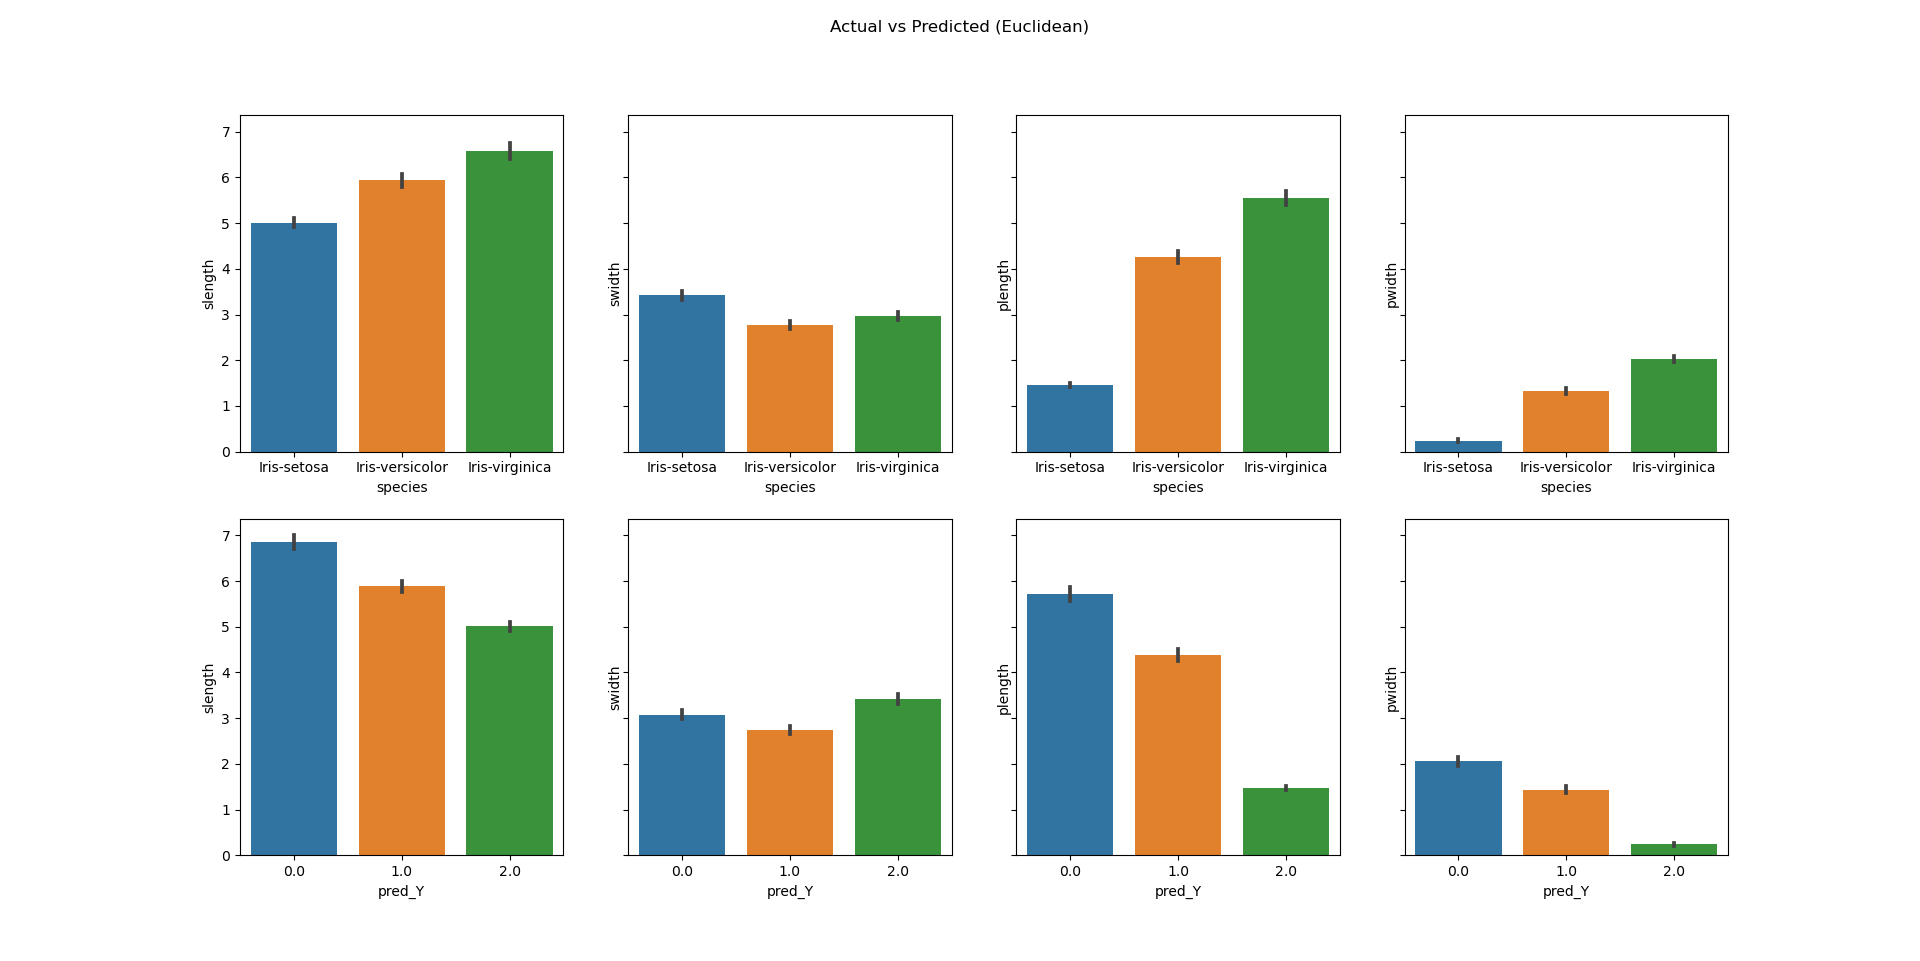 Actual vs Predicted (Euclidean)
7
6
5
4
3
2
1
0
slength
Iris-setosa Iris-versicolor Iris-virginica
species
swidth
Iris-setosa Iris-versicolor Iris-virginica
species
plength
Iris-setosa Iris-versicolor Iris-virginica
species
pwidth
Iris-setosa Iris-versicolor Iris-virginica
species
7
6
5
4
3
2
1
0
slength
0.0 1.0 2.0
pred_Y
swidth
0.0 1.0 2.0
pred_Y
plength
0.0 1.0 2.0
pred_Y
pwidth
0.0 1.0 2.0
pred_Y